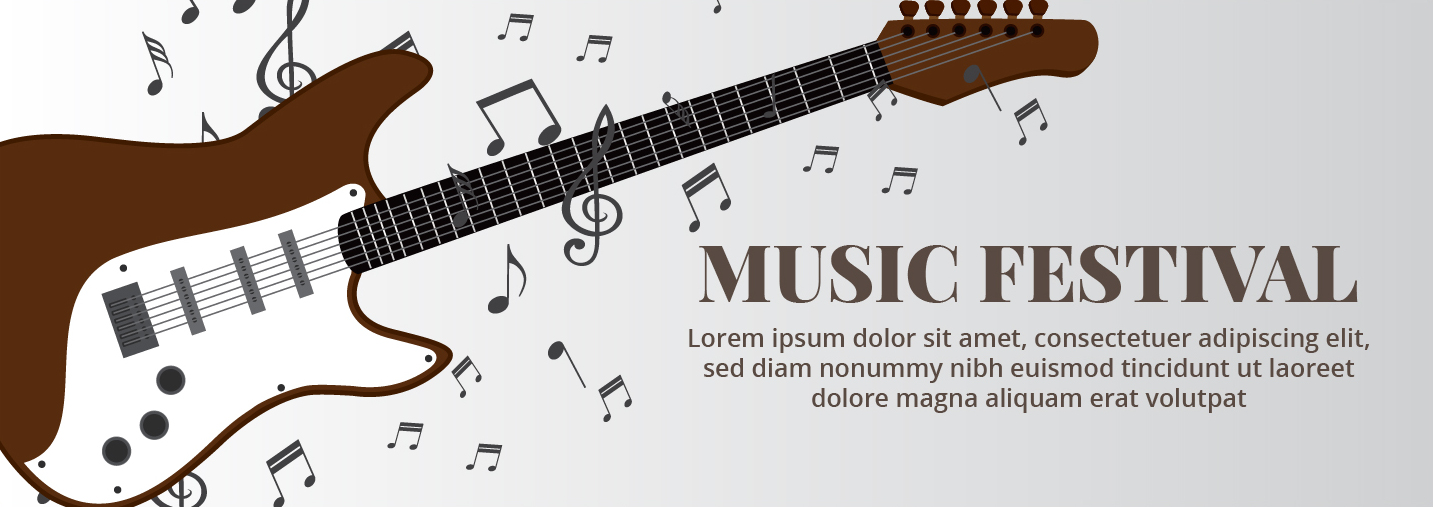 MUSIC FESTIVAL
Lorem ipsum dolor sit amet, consectetuer adipiscing elit,
sed diam nonummy nibh euismod tincidunt ut laoreet
dolore magna aliquam erat volutpat